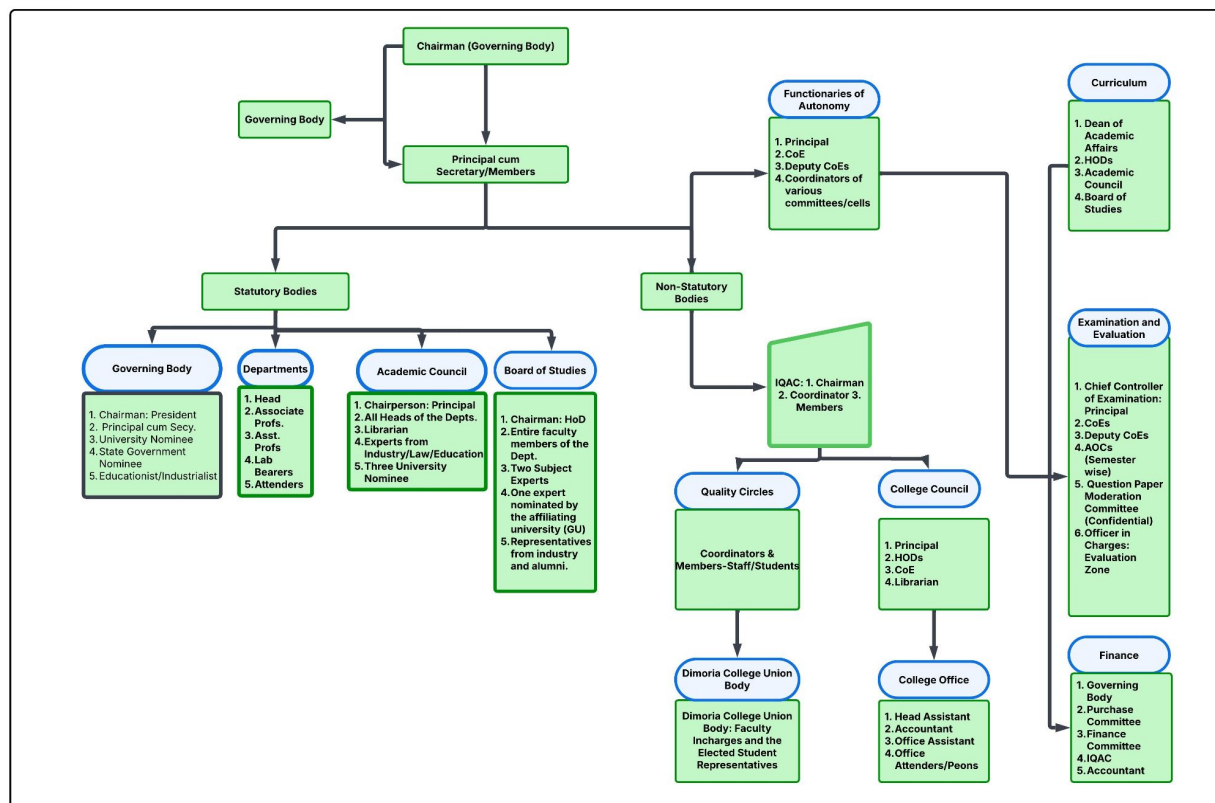 Chairman (Governing Body)
Governing Body
Principal cum
Secretary/Members
Functionaries of
Autonomy
1. Principal
2. CoE
3. Deputy CoEs
4. Coordinators of
various
committees/cells
Curriculum
1. Dean of
Academic
Affairs
2. HODs
3. Academic
Council
4. Board of
Studies
Statutory Bodies
Non-Statutory
Bodies
Governing Body
1. Chairman: President
2. Principal cum Secy.
3. University Nominee
4. State Government
Nominee
5. Educationist/Industrialist
Departments
1. Head
2. Associate
Profs.
3. Asst.
Profs
4. Lab
Bearers
5. Attenders
Academic Council
1. Chairperson: Principal
2. All Heads of the Depts.
3. Librarian
4. Experts from
Industry/Law/Education
5. Three University
Nominee
Board of Studies
1. Chairman: HoD
2. Entire faculty
members of the
Dept.
3. Two Subject
Experts
4. One expert
nominated by
the affiliating
university (GU)
5. Representatives
from industry
and alumni.
IQAC: 1. Chairman
2. Coordinator 3.
Members
Examination and
Evaluation
1. Chief Controller
of Examination:
Principal
2. CoEs
3. Deputy CoEs
4. AOCs
(Semester
wise)
5. Question Paper
Moderation
Committee
(Confidential)
6. Officer in
Charges:
Evaluation
Zone
Quality Circles
Coordinators &
Members-Staff/Students
College Council
1. Principal
2. HODs
3. CoE
4. Librarian
Dimoria College Union
Body
Dimoria College Union
Body: Faculty
Incharges and the
Elected Student
Representatives
College Office
1. Head Assistant
2. Accountant
3. Office Assistant
4. Office
Attenders/Peons
Finance
1. Governing
Body
2. Purchase
Committee
3. Finance
Committee
4. IQAC
5. Accountant